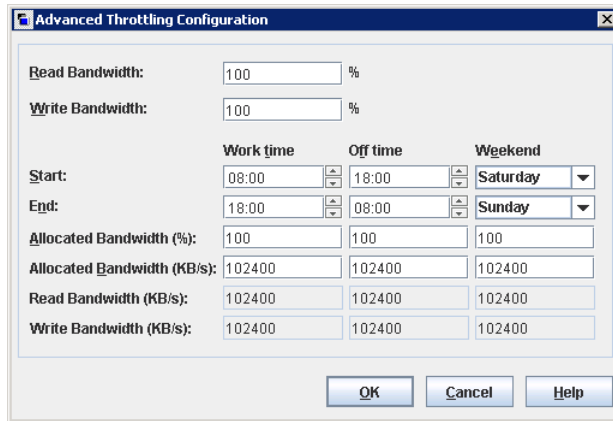 Advanced Throttling Configuration
Read Bandwidth: 100 %
Write Bandwidth: 100 %
Work time Off time Weekend
Start: 08:00 18:00 Saturday
End: 18:00 08:00 Sunday
Allocated Bandwidth (%): 100 100 100
Allocated Bandwidth (KB/s): 102400 102400 102400
Read Bandwidth (KB/s): 102400 102400 102400
Write Bandwidth (KB/s): 102400 102400 102400
OK Cancel Help